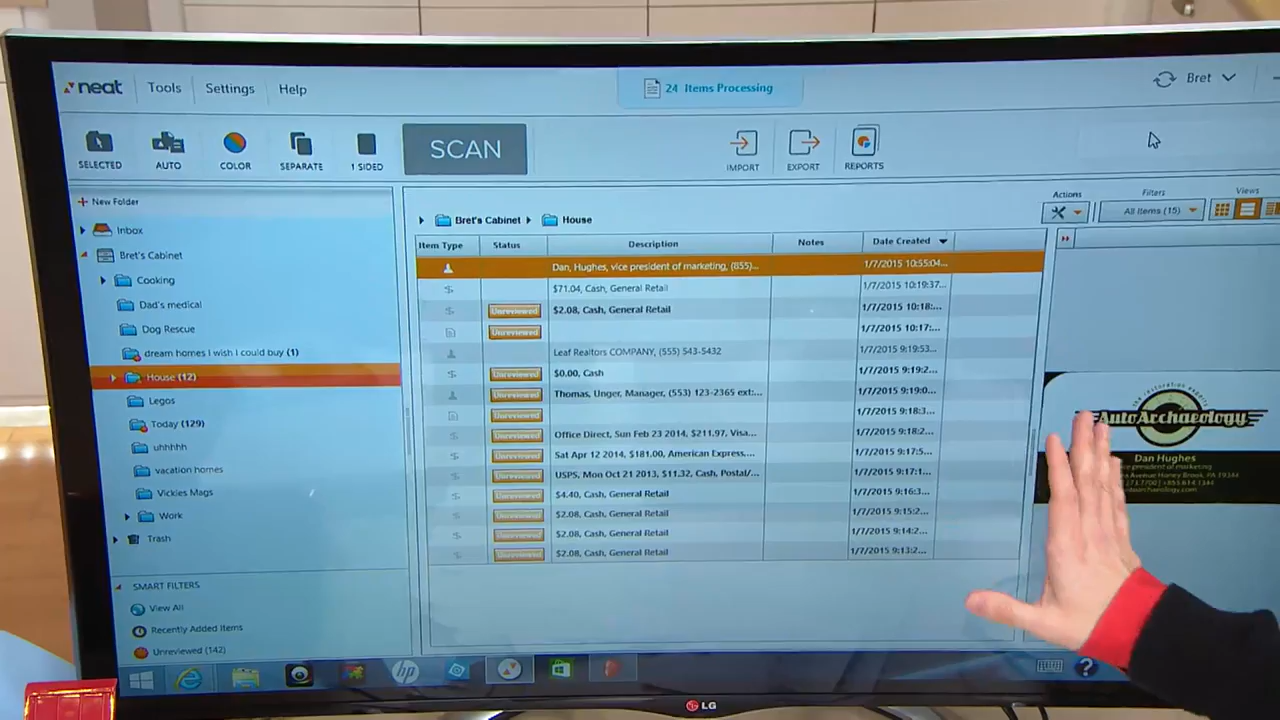 neat Tools Settings Help 24 Items Processing Bret
SELECTED AUTO COLOR SEPARATE 1 SIDED SCAN IMPORT EXPORT REPORTS
+ New Folder
Inbox
Bret's Cabinet
Cooking
Dad's medical
Dog Rescue
dream homes I wish I could buy (1)
House (12)
Legos
Today (129)
uhhhhh
vacation homes
Vickies Mags
Work
Trash
SMART FILTERS
View All
Recently Added Items
Unreviewed (142)
Bret's Cabinet House
Actions Filters Views
All Items (15)
Item Type Status Description Notes Date Created
Dan, Hughes, vice president of marketing, (855)... 1/7/2015 10:55:04...
$71.04, Cash, General Retail 1/7/2015 10:19:37...
Unreviewed $2.08, Cash, General Retail 1/7/2015 10:18:...
Unreviewed 1/7/2015 10:17:...
Leaf Realtors COMPANY, (555) 543-5432 1/7/2015 9:19:53...
Unreviewed $0.00, Cash 1/7/2015 9:19:2...
Unreviewed Thomas, Unger, Manager, (553) 123-2365 ext:... 1/7/2015 9:19:0...
Unreviewed 1/7/2015 9:18:3...
Unreviewed Office Direct, Sun Feb 23 2014, $211.97, Visa... 1/7/2015 9:18:2...
Unreviewed Sat Apr 12 2014, $181.00, American Express,... 1/7/2015 9:17:5...
Unreviewed USPS, Mon Oct 21 2013, $11.32, Cash, Postal/... 1/7/2015 9:17:1...
Unreviewed $4.40, Cash, General Retail 1/7/2015 9:16:3...
Unreviewed $2.08, Cash, General Retail 1/7/2015 9:15:2...
Unreviewed $2.08, Cash, General Retail 1/7/2015 9:14:2...
Unreviewed $2.08, Cash, General Retail 1/7/2015 9:13:2...
AutoArchaeology
Dan Hughes
vice president of marketing
Avenue Honey Brook, PA 19344
hp
?
LG